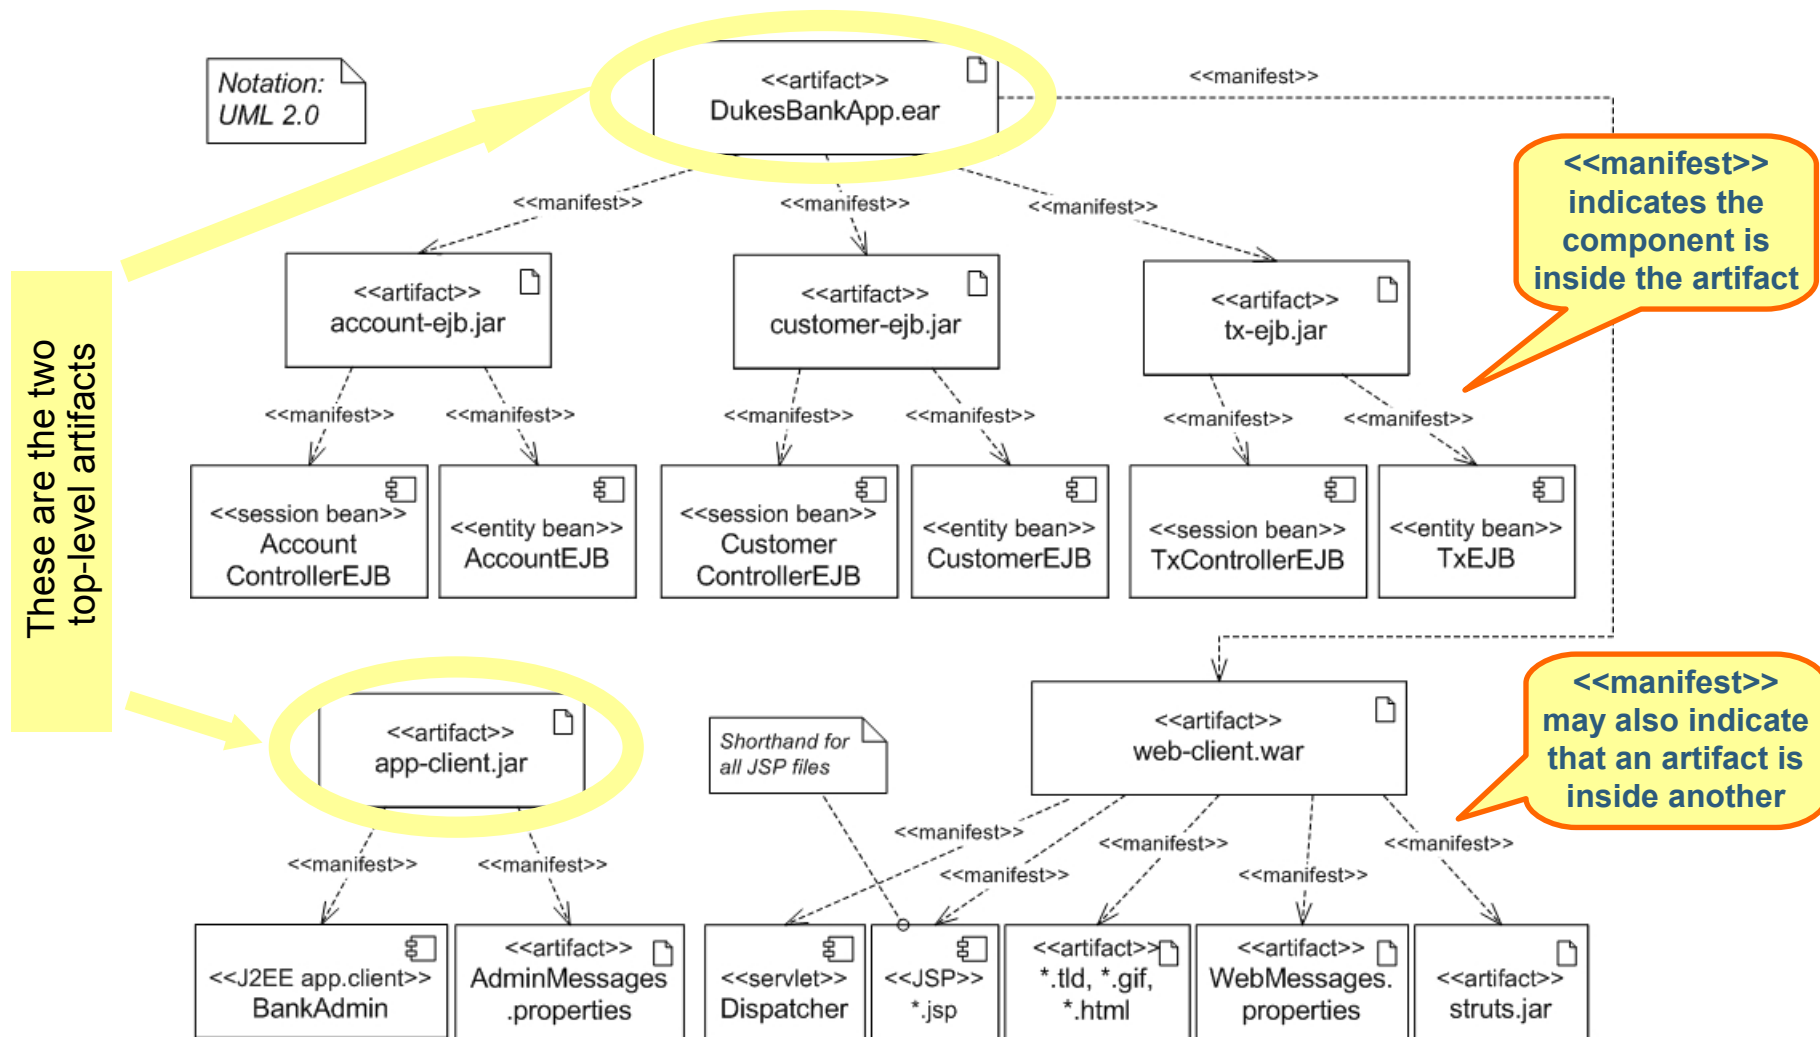 Notation:
UML 2.0
<<artifact>>
DukesBankApp.ear
<<manifest>>
<<manifest>>
indicates the
component is
inside the artifact
<<manifest>>
<<manifest>>
<<manifest>>
These are the two
top-level artifacts
<<artifact>>
account-ejb.jar
<<artifact>>
customer-ejb.jar
<<artifact>>
tx-ejb.jar
<<manifest>>
<<manifest>>
<<manifest>>
<<manifest>>
<<manifest>>
<<manifest>>
<<session bean>>
Account
ControllerEJB
<<entity bean>>
AccountEJB
<<session bean>>
Customer
ControllerEJB
<<entity bean>>
CustomerEJB
<<session bean>>
TxControllerEJB
<<entity bean>>
TxEJB
<<artifact>>
app-client.jar
Shorthand for
all JSP files
<<artifact>>
web-client.war
<<manifest>>
may also indicate
that an artifact is
inside another
<<manifest>>
<<manifest>>
<<manifest>>
<<manifest>>
<<manifest>>
<<manifest>>
<<manifest>>
<<J2EE app.client>>
BankAdmin
<<artifact>>
AdminMessages
.properties
<<servlet>>
Dispatcher
<<JSP>>
*.jsp
<<artifact>>
*.tld, *.gif,
*.html
<<artifact>>
WebMessages.
properties
<<artifact>>
struts.jar